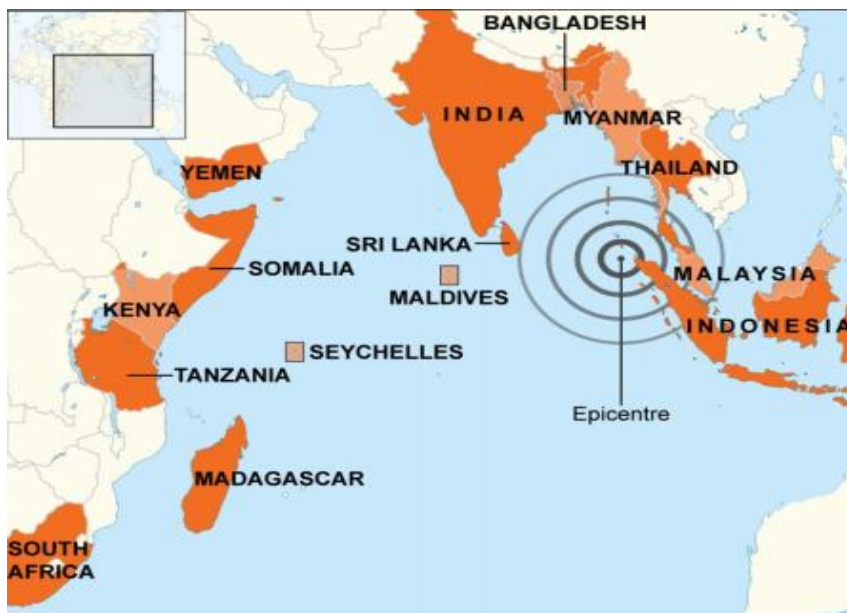 BANGLADESH
INDIA
MYANMAR
THAILAND
YEMEN
SRI LANKA
SOMALIA
MALDIVES
MALAYSIA
KENYA
INDONESIA
SEYCHELLES
TANZANIA
Epicentre
MADAGASCAR
SOUTH
AFRICA